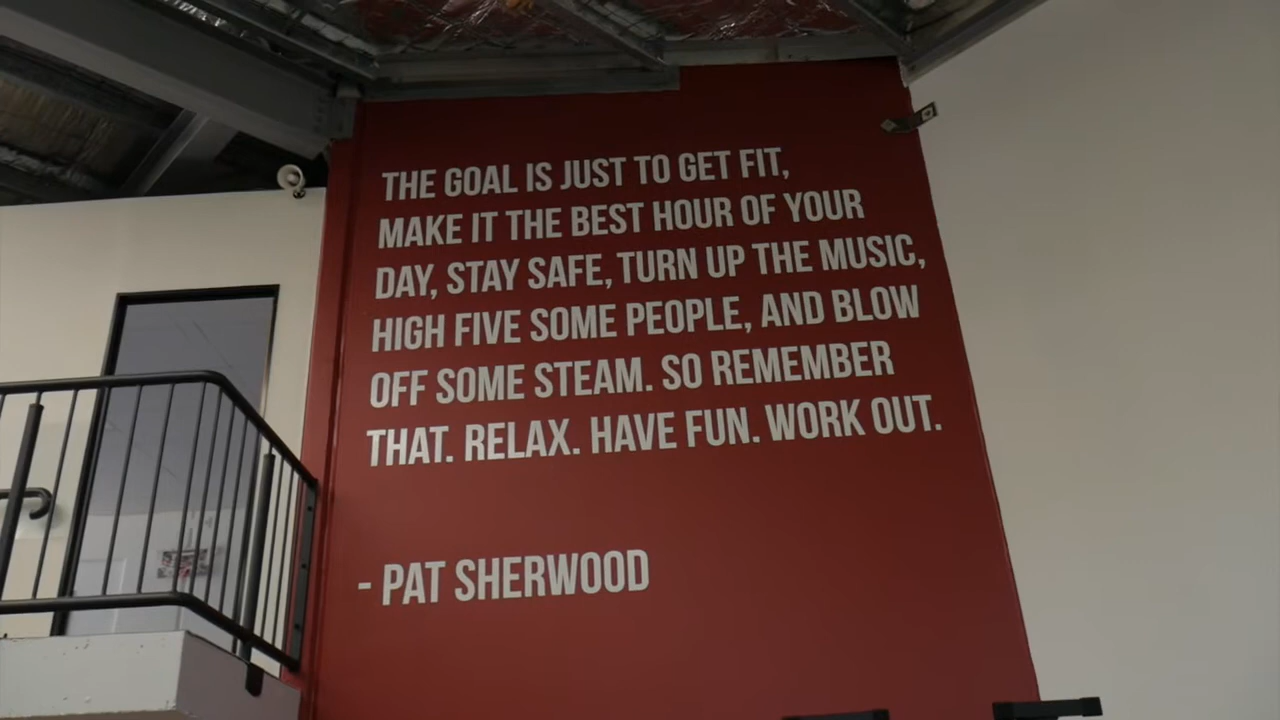 THE GOAL IS JUST TO GET FIT,
MAKE IT THE BEST HOUR OF YOUR
DAY, STAY SAFE, TURN UP THE MUSIC,
HIGH FIVE SOME PEOPLE, AND BLOW
OFF SOME STEAM. SO REMEMBER
THAT. RELAX. HAVE FUN. WORK OUT.
- PAT SHERWOOD